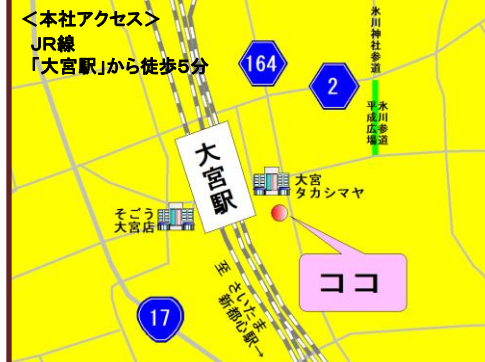 ＜本社アクセス＞
ＪＲ線
「大宮駅」から徒歩５分
164
2
氷川神社参道
氷川参道
平成広場
大宮駅
大宮
タカシマヤ
そごう
大宮店
ココ
17
至 さいたま
新都心駅→